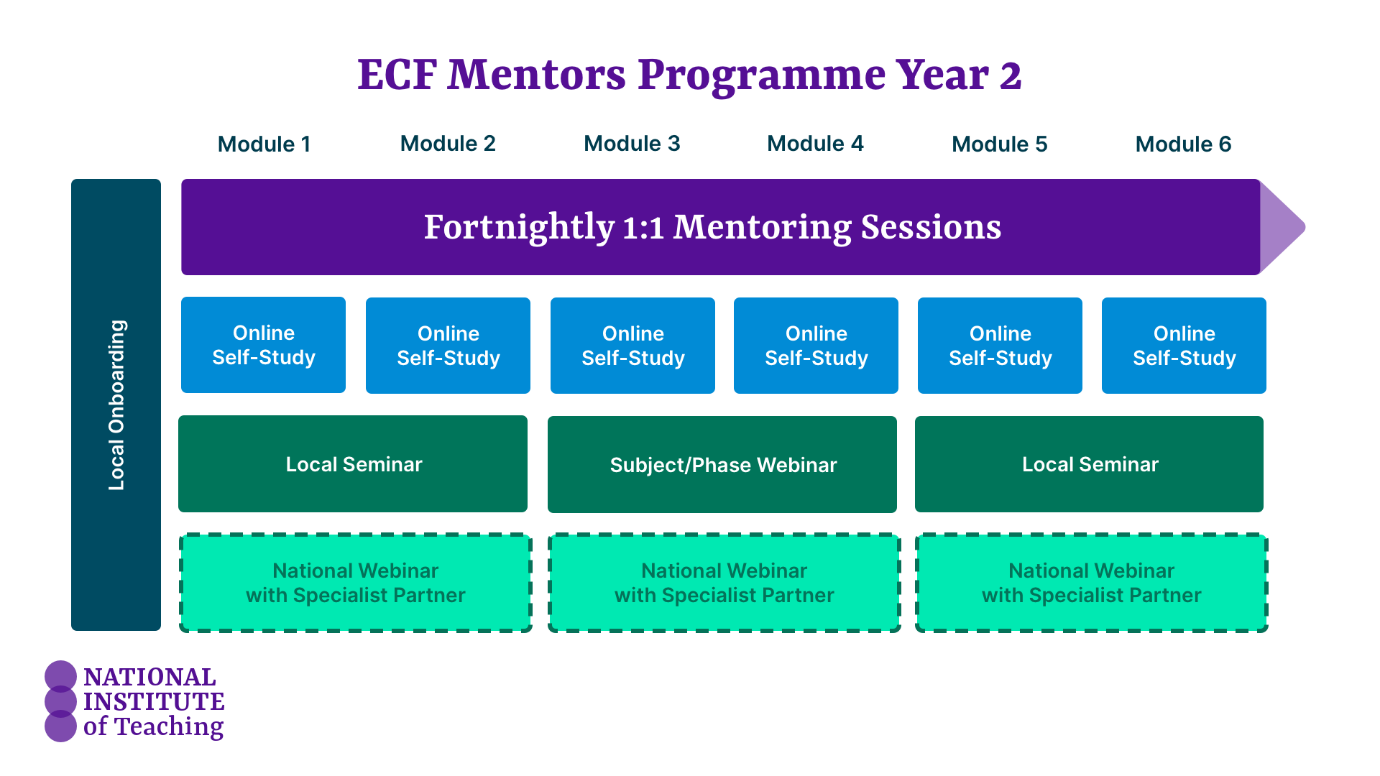 ECF Mentors Programme Year 2
Module 1
Module 2
Module 3
Module 4
Module 5
Module 6
Local Onboarding
Fortnightly 1:1 Mentoring Sessions
Online
Self-Study
Online
Self-Study
Online
Self-Study
Online
Self-Study
Online
Self-Study
Online
Self-Study
Local Seminar
Subject/Phase Webinar
Local Seminar
National Webinar
with Specialist Partner
National Webinar
with Specialist Partner
National Webinar
with Specialist Partner
NATIONAL
INSTITUTE
of Teaching